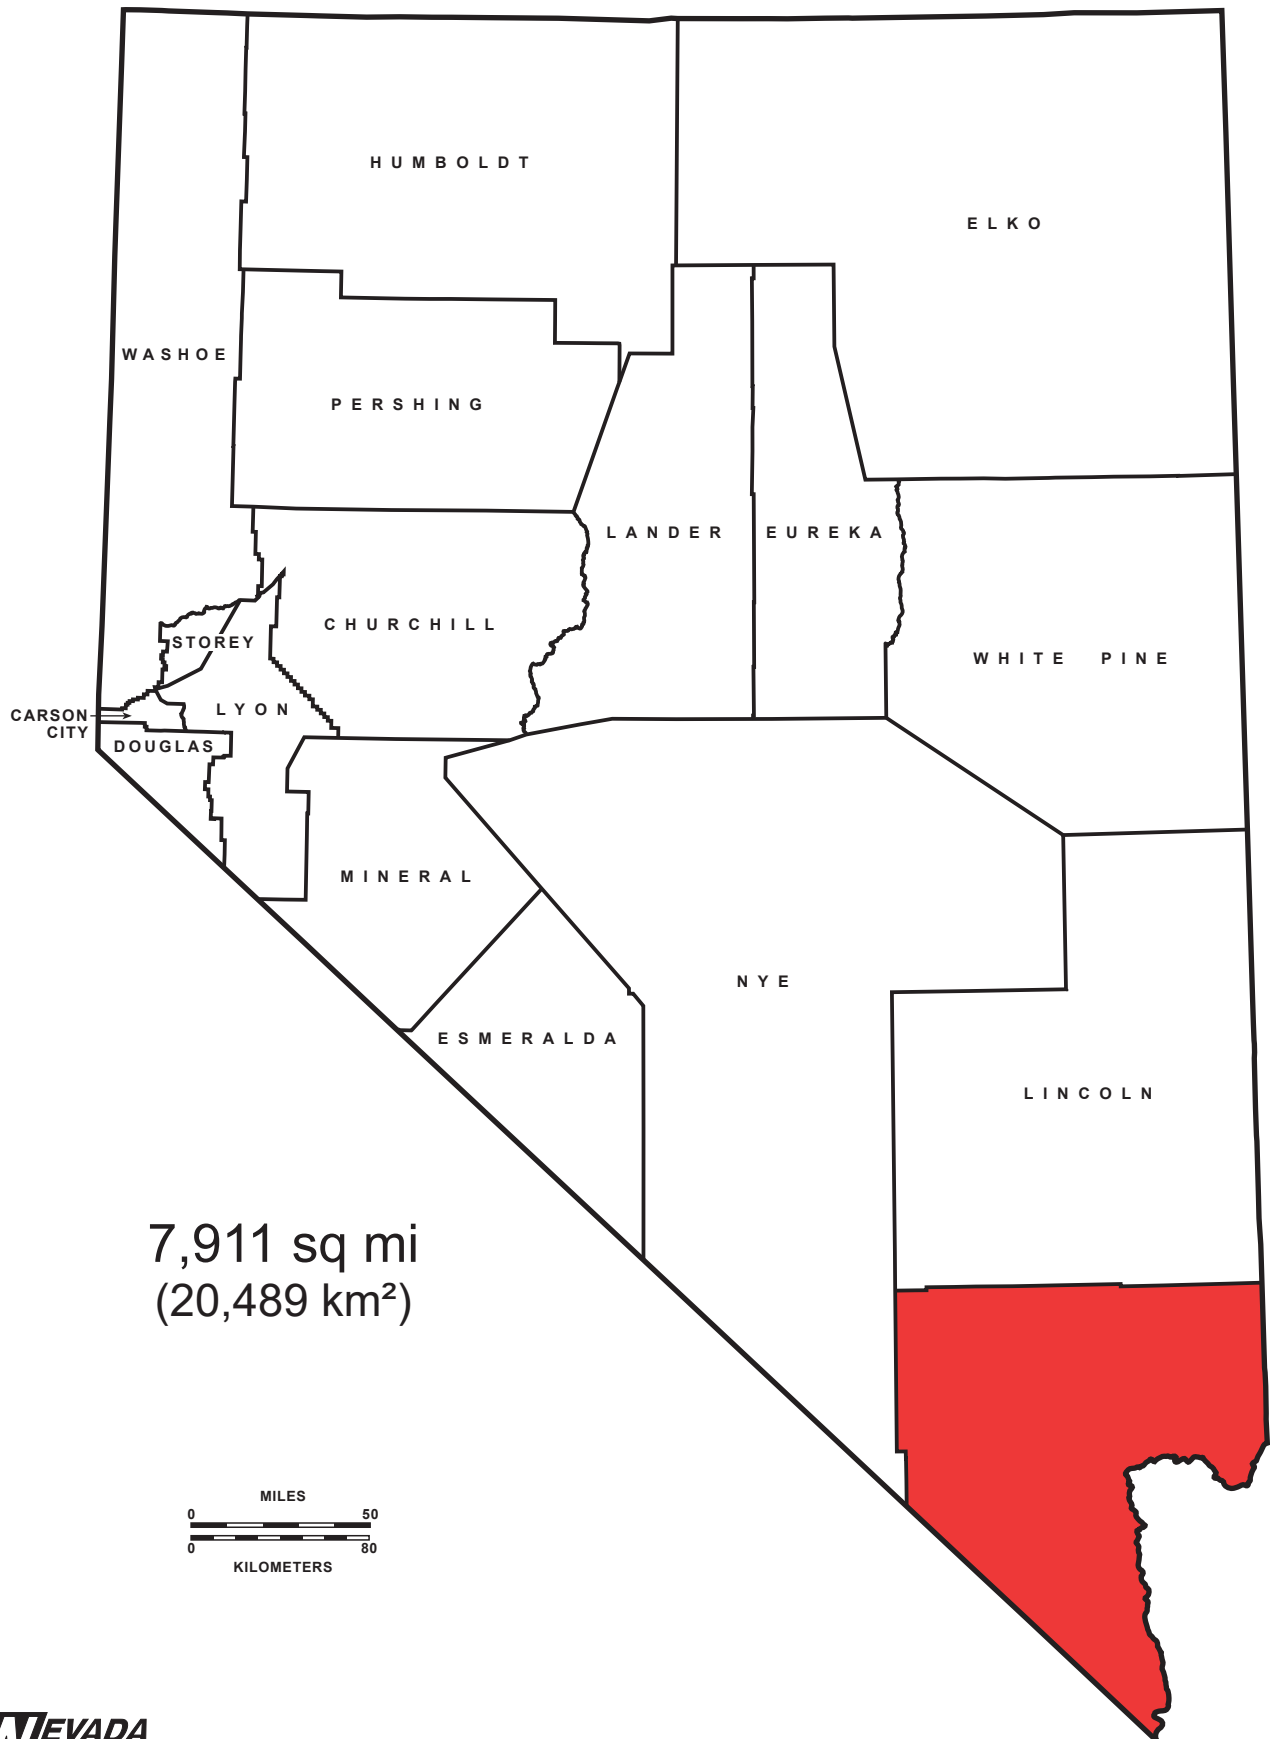 HUMBOLDT
ELKO
WASHOE
PERSHING
LANDER
EUREKA
CHURCHILL
STOREY
WHITE PINE
LYON
CARSON
CITY
DOUGLAS
MINERAL
NYE
ESMERALDA
LINCOLN
7,911 sq mi
(20,489 km²)
MILES
0 50
0 80
KILOMETERS
NEVADA